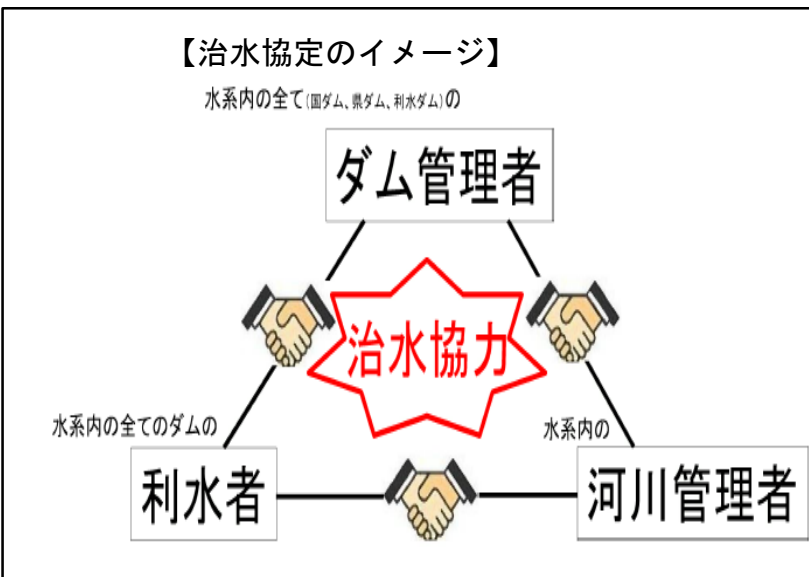 【治水協定のイメージ】
水系内の全て(国ダム、県ダム、利水ダム)の
ダム管理者
治水協力
水系内の全てのダムの
利水者
水系内の
河川管理者